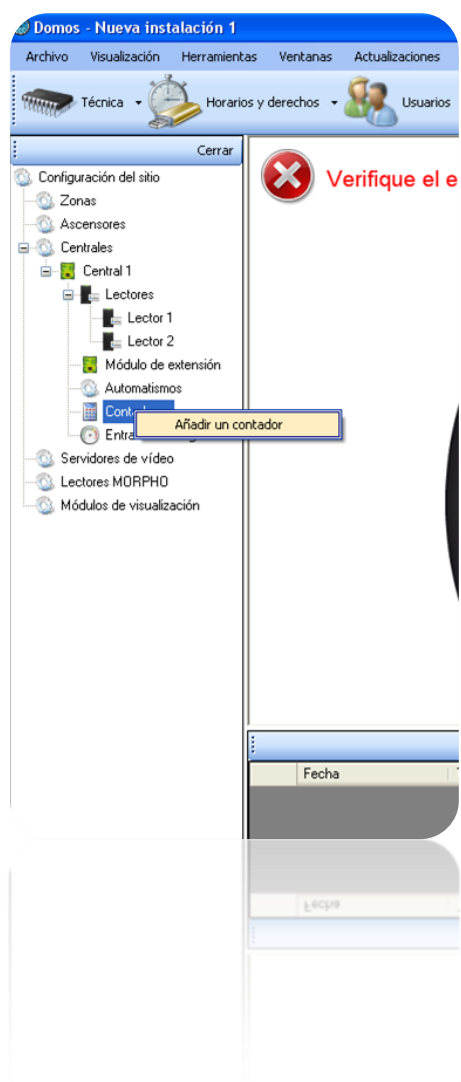 Domos - Nueva instalación 1
Archivo Visualización Herramientas Ventanas Actualizaciones
Técnica Horarios y derechos Usuarios
Cerrar
Verifique el e
Configuración del sitio
Zonas
Ascensores
Centrales
Central 1
Lectores
Lector 1
Lector 2
Módulo de extensión
Automatismos
Añadir un contador
Servidores de vídeo
Lectores MORPHO
Módulos de visualización
Fecha